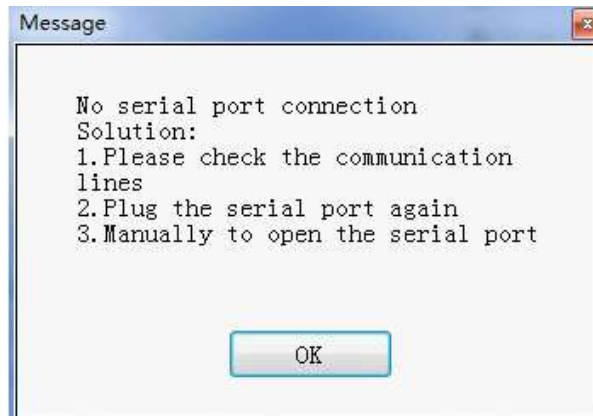 Message
No serial port connection
Solution:
1.Please check the communication
lines
2.Plug the serial port again
3.Manually to open the serial port
OK